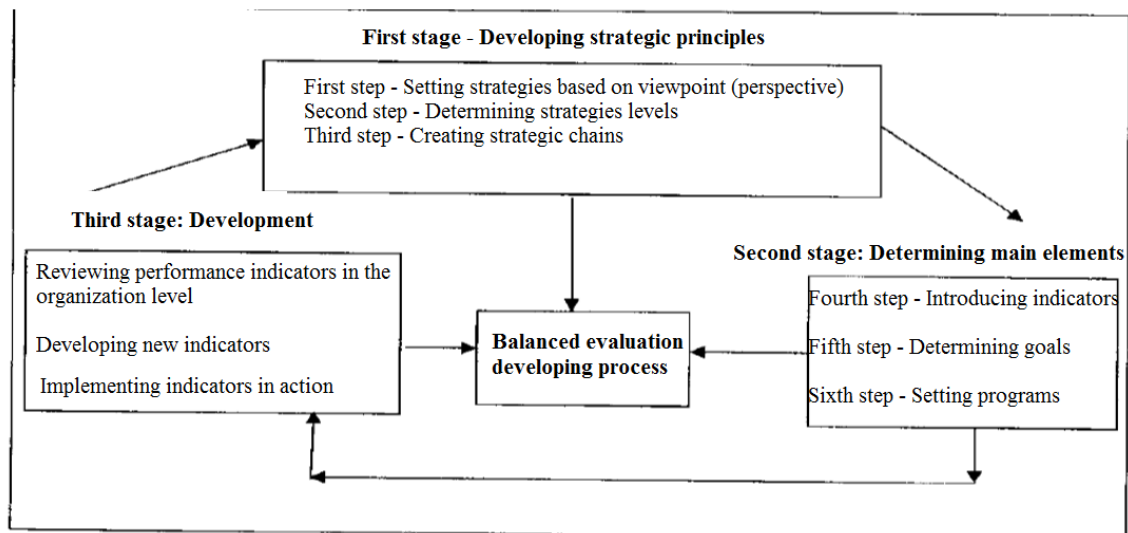 First stage - Developing strategic principles
First step - Setting strategies based on viewpoint (perspective)
Second step - Determining strategies levels
Third step - Creating strategic chains
Third stage: Development
Reviewing performance indicators in the
organization level
Developing new indicators
Implementing indicators in action
Balanced evaluation
developing process
Second stage: Determining main elements
Fourth step - Introducing indicators
Fifth step - Determining goals
Sixth step - Setting programs